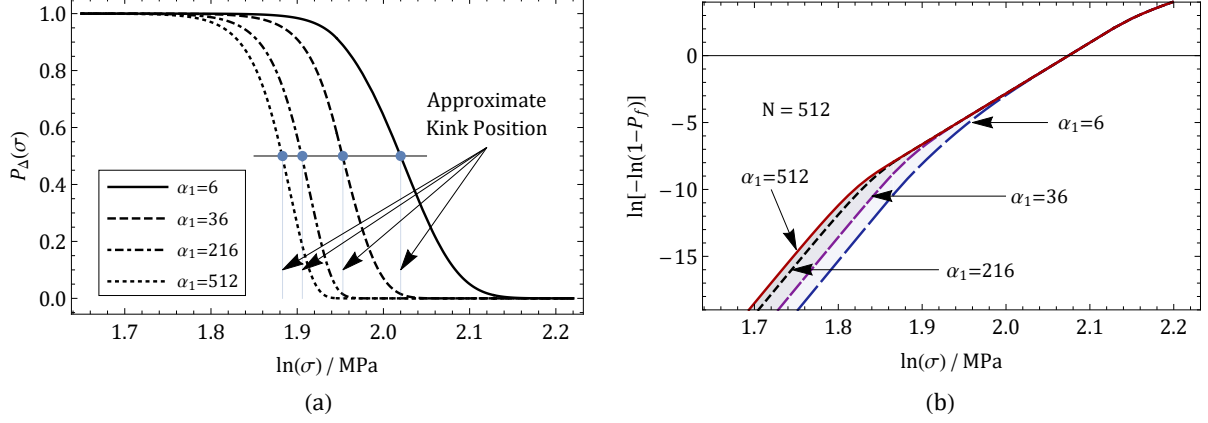 1.0
0.8
0.6
0.4
0.2
0.0
P_Δ(σ)
Approximate
Kink Position
α₁=6
α₁=36
α₁=216
α₁=512
1.7 1.8 1.9 2.0 2.1 2.2
ln(σ) / MPa
(a)
0
−5
−10
−15
ln[−ln(1−P_f)]
N = 512
α₁=6
α₁=512
α₁=36
α₁=216
1.7 1.8 1.9 2.0 2.1 2.2
ln(σ) / MPa
(b)